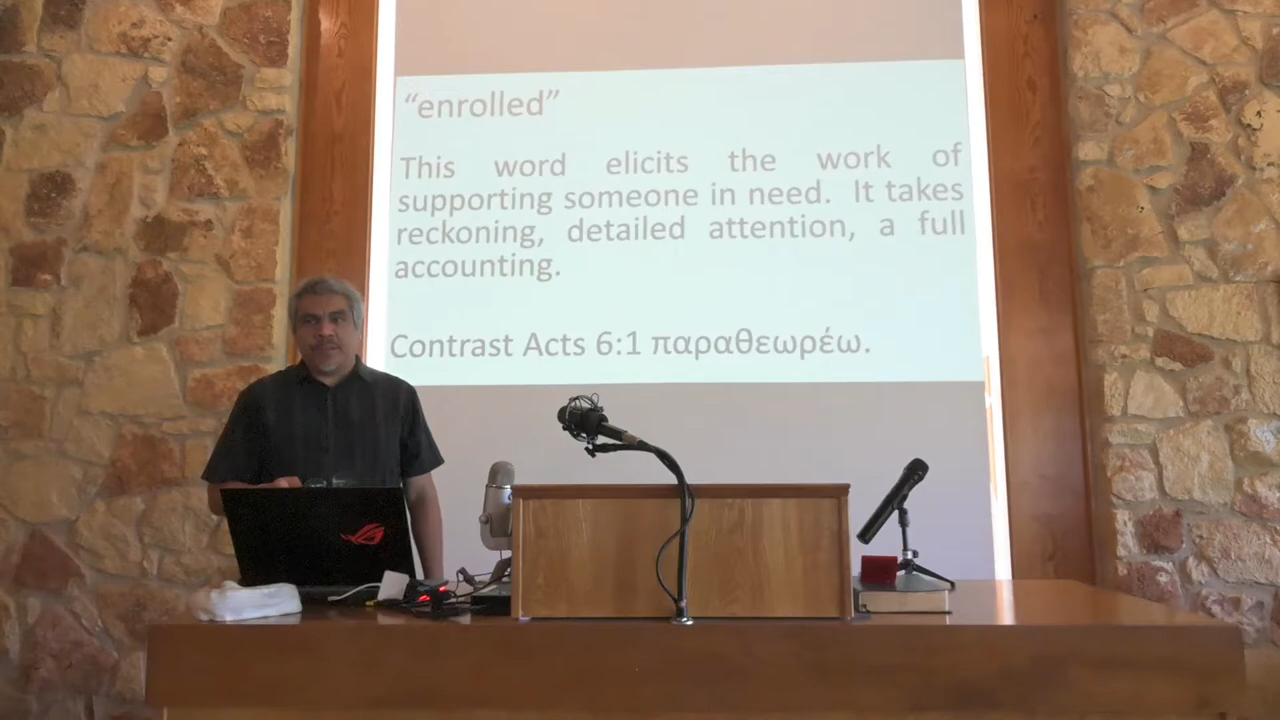 “enrolled”
This word elicits the work of
supporting someone in need. It takes
reckoning, detailed attention, a full
accounting.
Contrast Acts 6:1 παραθεωρέω.